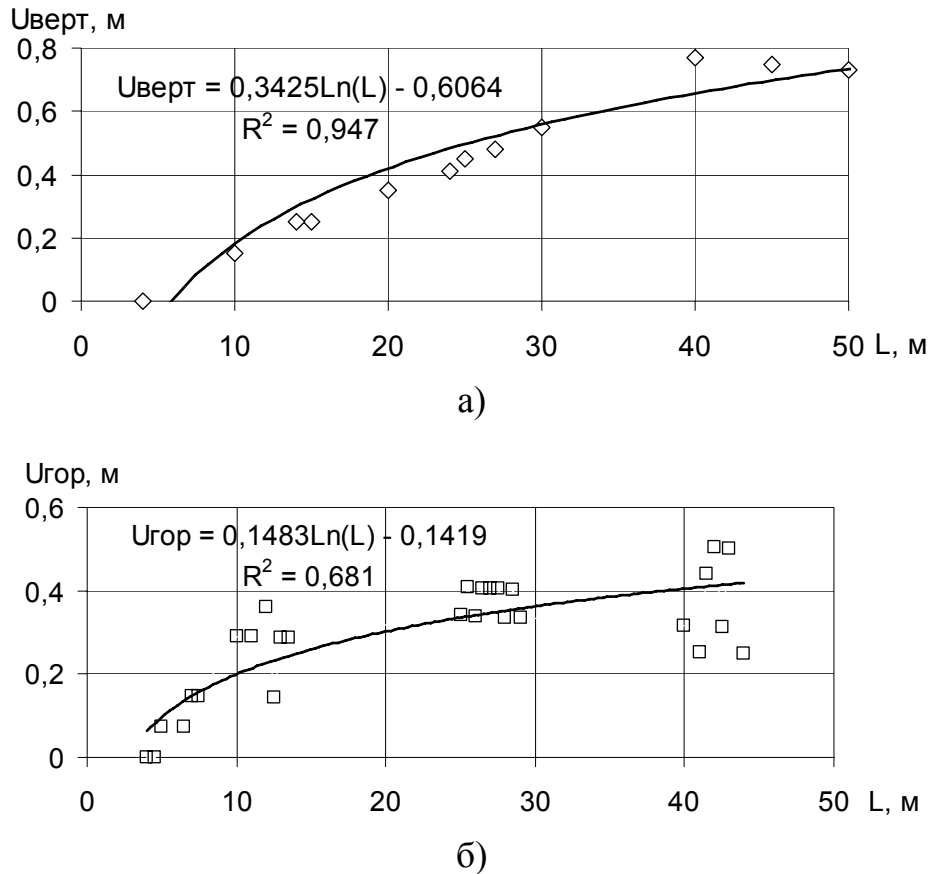 Uверт, м
0,8
Uверт = 0,3425Ln(L) - 0,6064
R² = 0,947
0,6
0,4
0,2
0
0 10 20 30 40 50 L, м
а)
Uгор, м
0,6
Uгор = 0,1483Ln(L) - 0,1419
R² = 0,681
0,4
0,2
0
0 10 20 30 40 50 L, м
б)